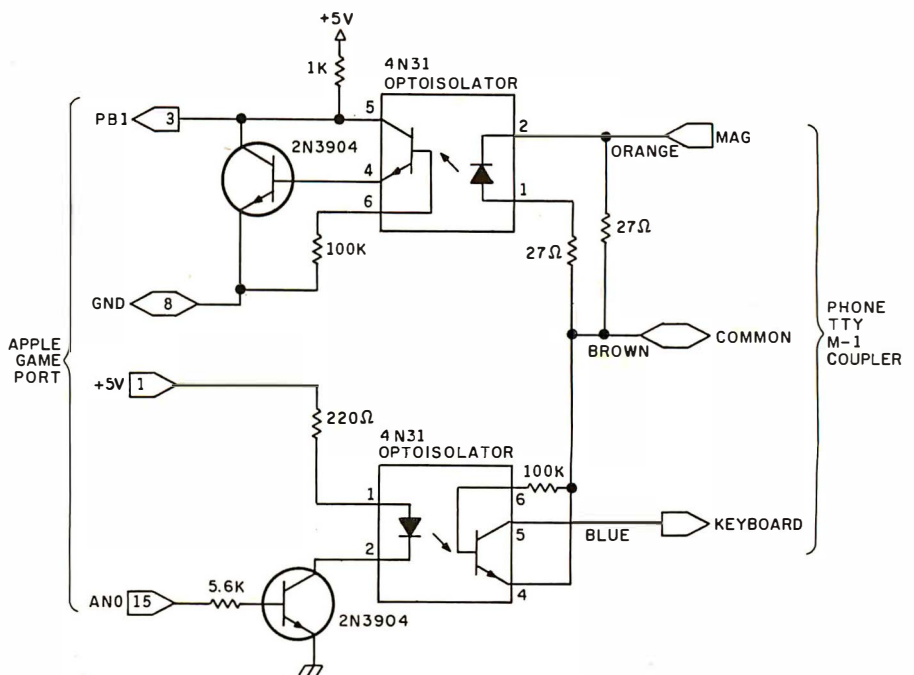 +5V
1K
4N31
OPTOISOLATOR
PB1
3
5
2
MAG
2N3904
ORANGE
4
1
6
27Ω
100K
27Ω
GND
8
PHONE
TTY
M-1
COUPLER
COMMON
BROWN
APPLE
GAME
PORT
+5V
1
220Ω
4N31
OPTOISOLATOR
100K
1
6
KEYBOARD
5
BLUE
2
4
AN0
15
5.6K
2N3904